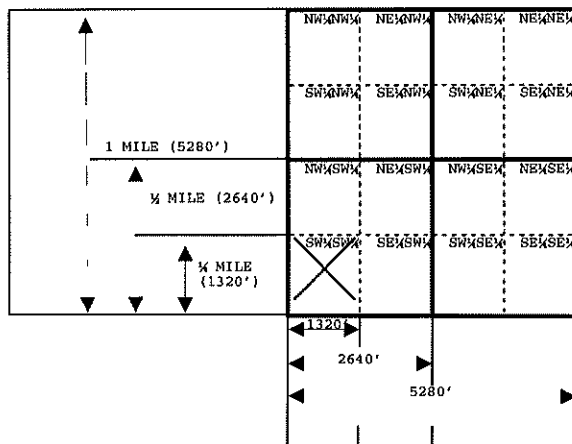 NW¼NW¼ NE¼NW¼ NW¼NE¼ NE¼NE¼
SW¼NW¼ SE¼NW¼ SW¼NE¼ SE¼NE¼
1 MILE (5280')
NW¼SW¼ NE¼SW¼ NW¼SE¼ NE¼SE¼
½ MILE (2640')
SW¼SW¼ SE¼SW¼ SW¼SE¼ SE¼SE¼
¼ MILE
(1320')
1320'
2640'
5280'